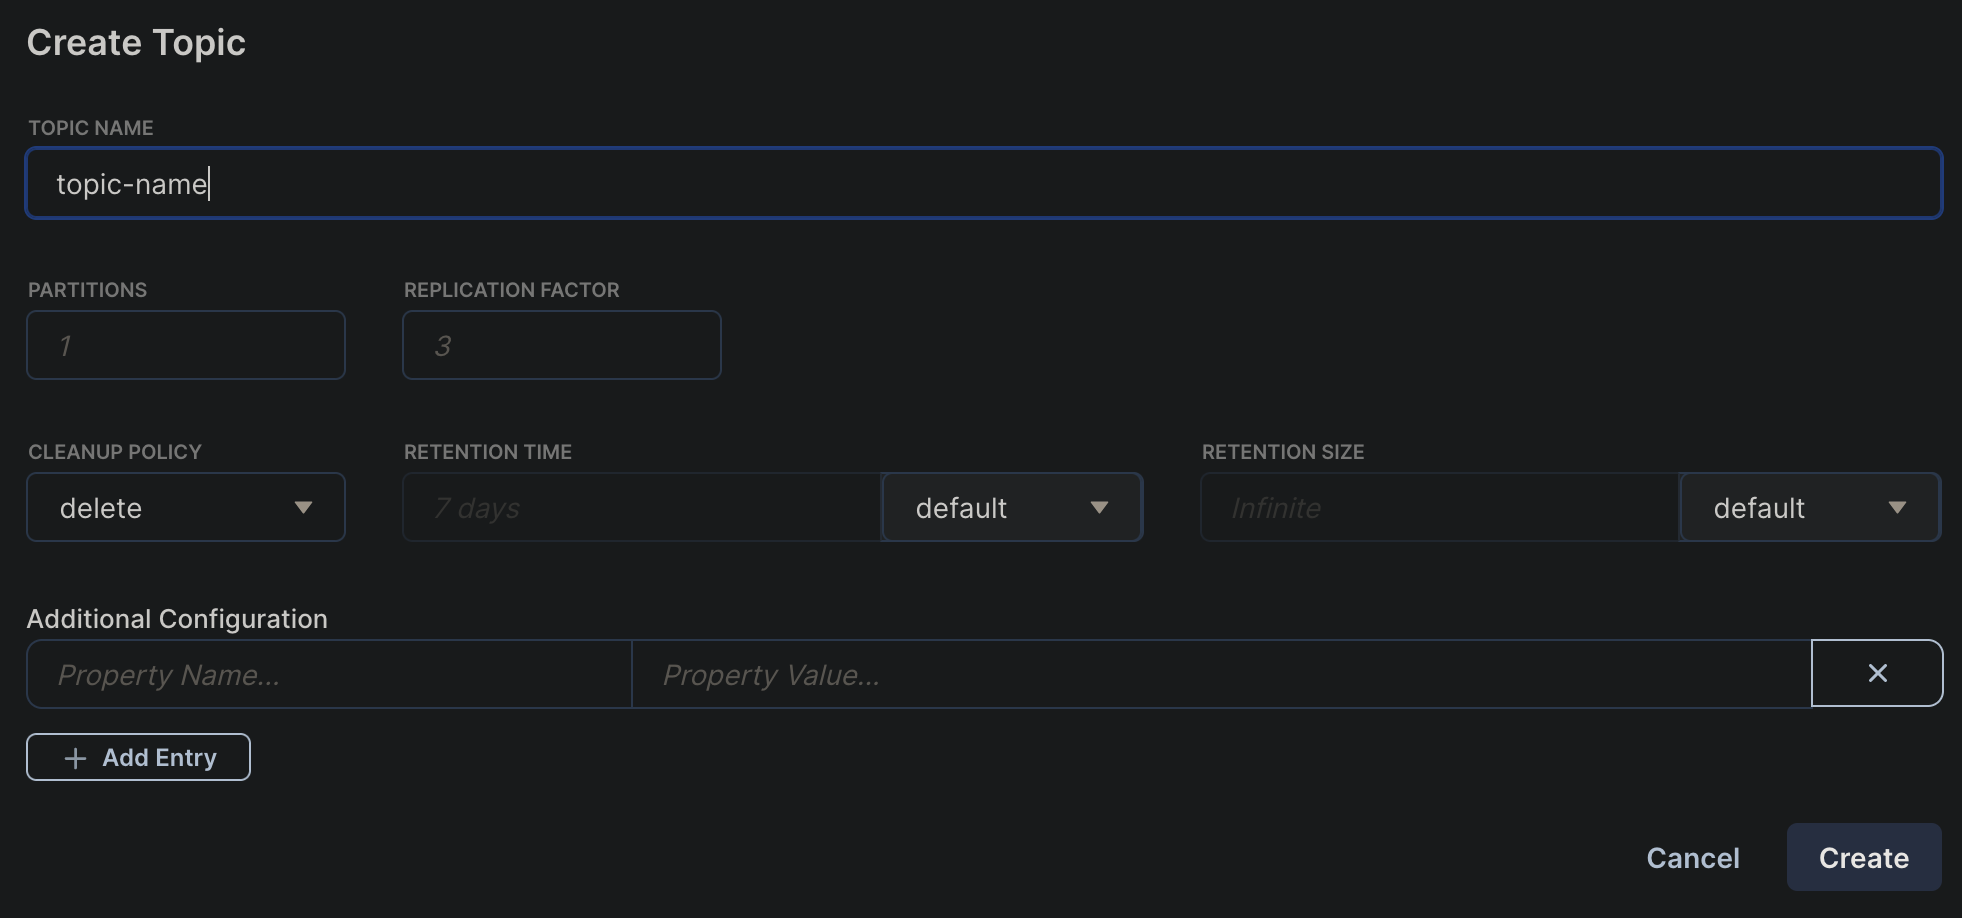 Create Topic
TOPIC NAME
topic-name
PARTITIONS REPLICATION FACTOR
1 3
CLEANUP POLICY RETENTION TIME RETENTION SIZE
delete 7 days default Infinite default
Additional Configuration
Property Name... Property Value...
+ Add Entry
Cancel Create